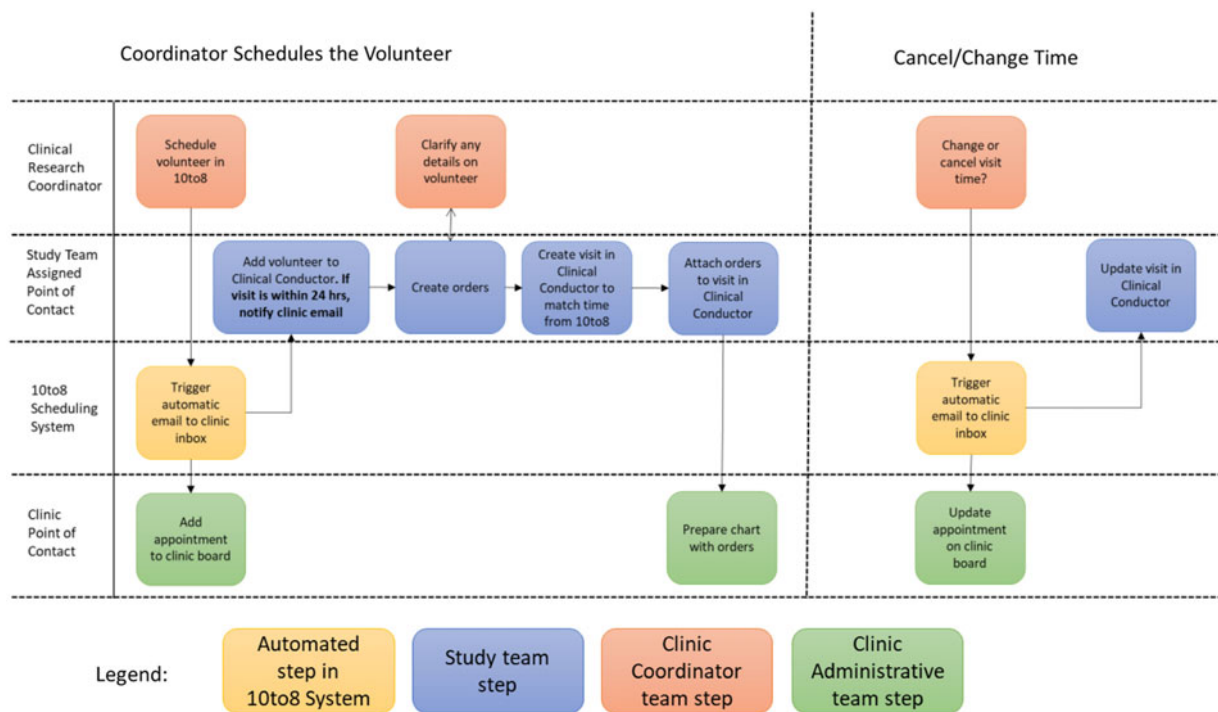 Coordinator Schedules the Volunteer
Cancel/Change Time
Clinical
Research
Coordinator
Schedule
volunteer in
10to8
Clarify any
details on
volunteer
Change or
cancel visit
time?
Study Team
Assigned
Point of
Contact
Add volunteer to
Clinical Conductor. If
visit is within 24 hrs,
notify clinic email
Create orders
Create visit in
Clinical
Conductor to
match time
from 10to8
Attach orders
to visit in
Clinical
Conductor
Update visit in
Clinical
Conductor
10to8
Scheduling
System
Trigger
automatic
email to clinic
inbox
Trigger
automatic
email to clinic
inbox
Clinic
Point of
Contact
Add
appointment
to clinic board
Prepare chart
with orders
Update
appointment
on clinic
board
Legend:
Automated
step in
10to8 System
Study team
step
Clinic
Coordinator
team step
Clinic
Administrative
team step